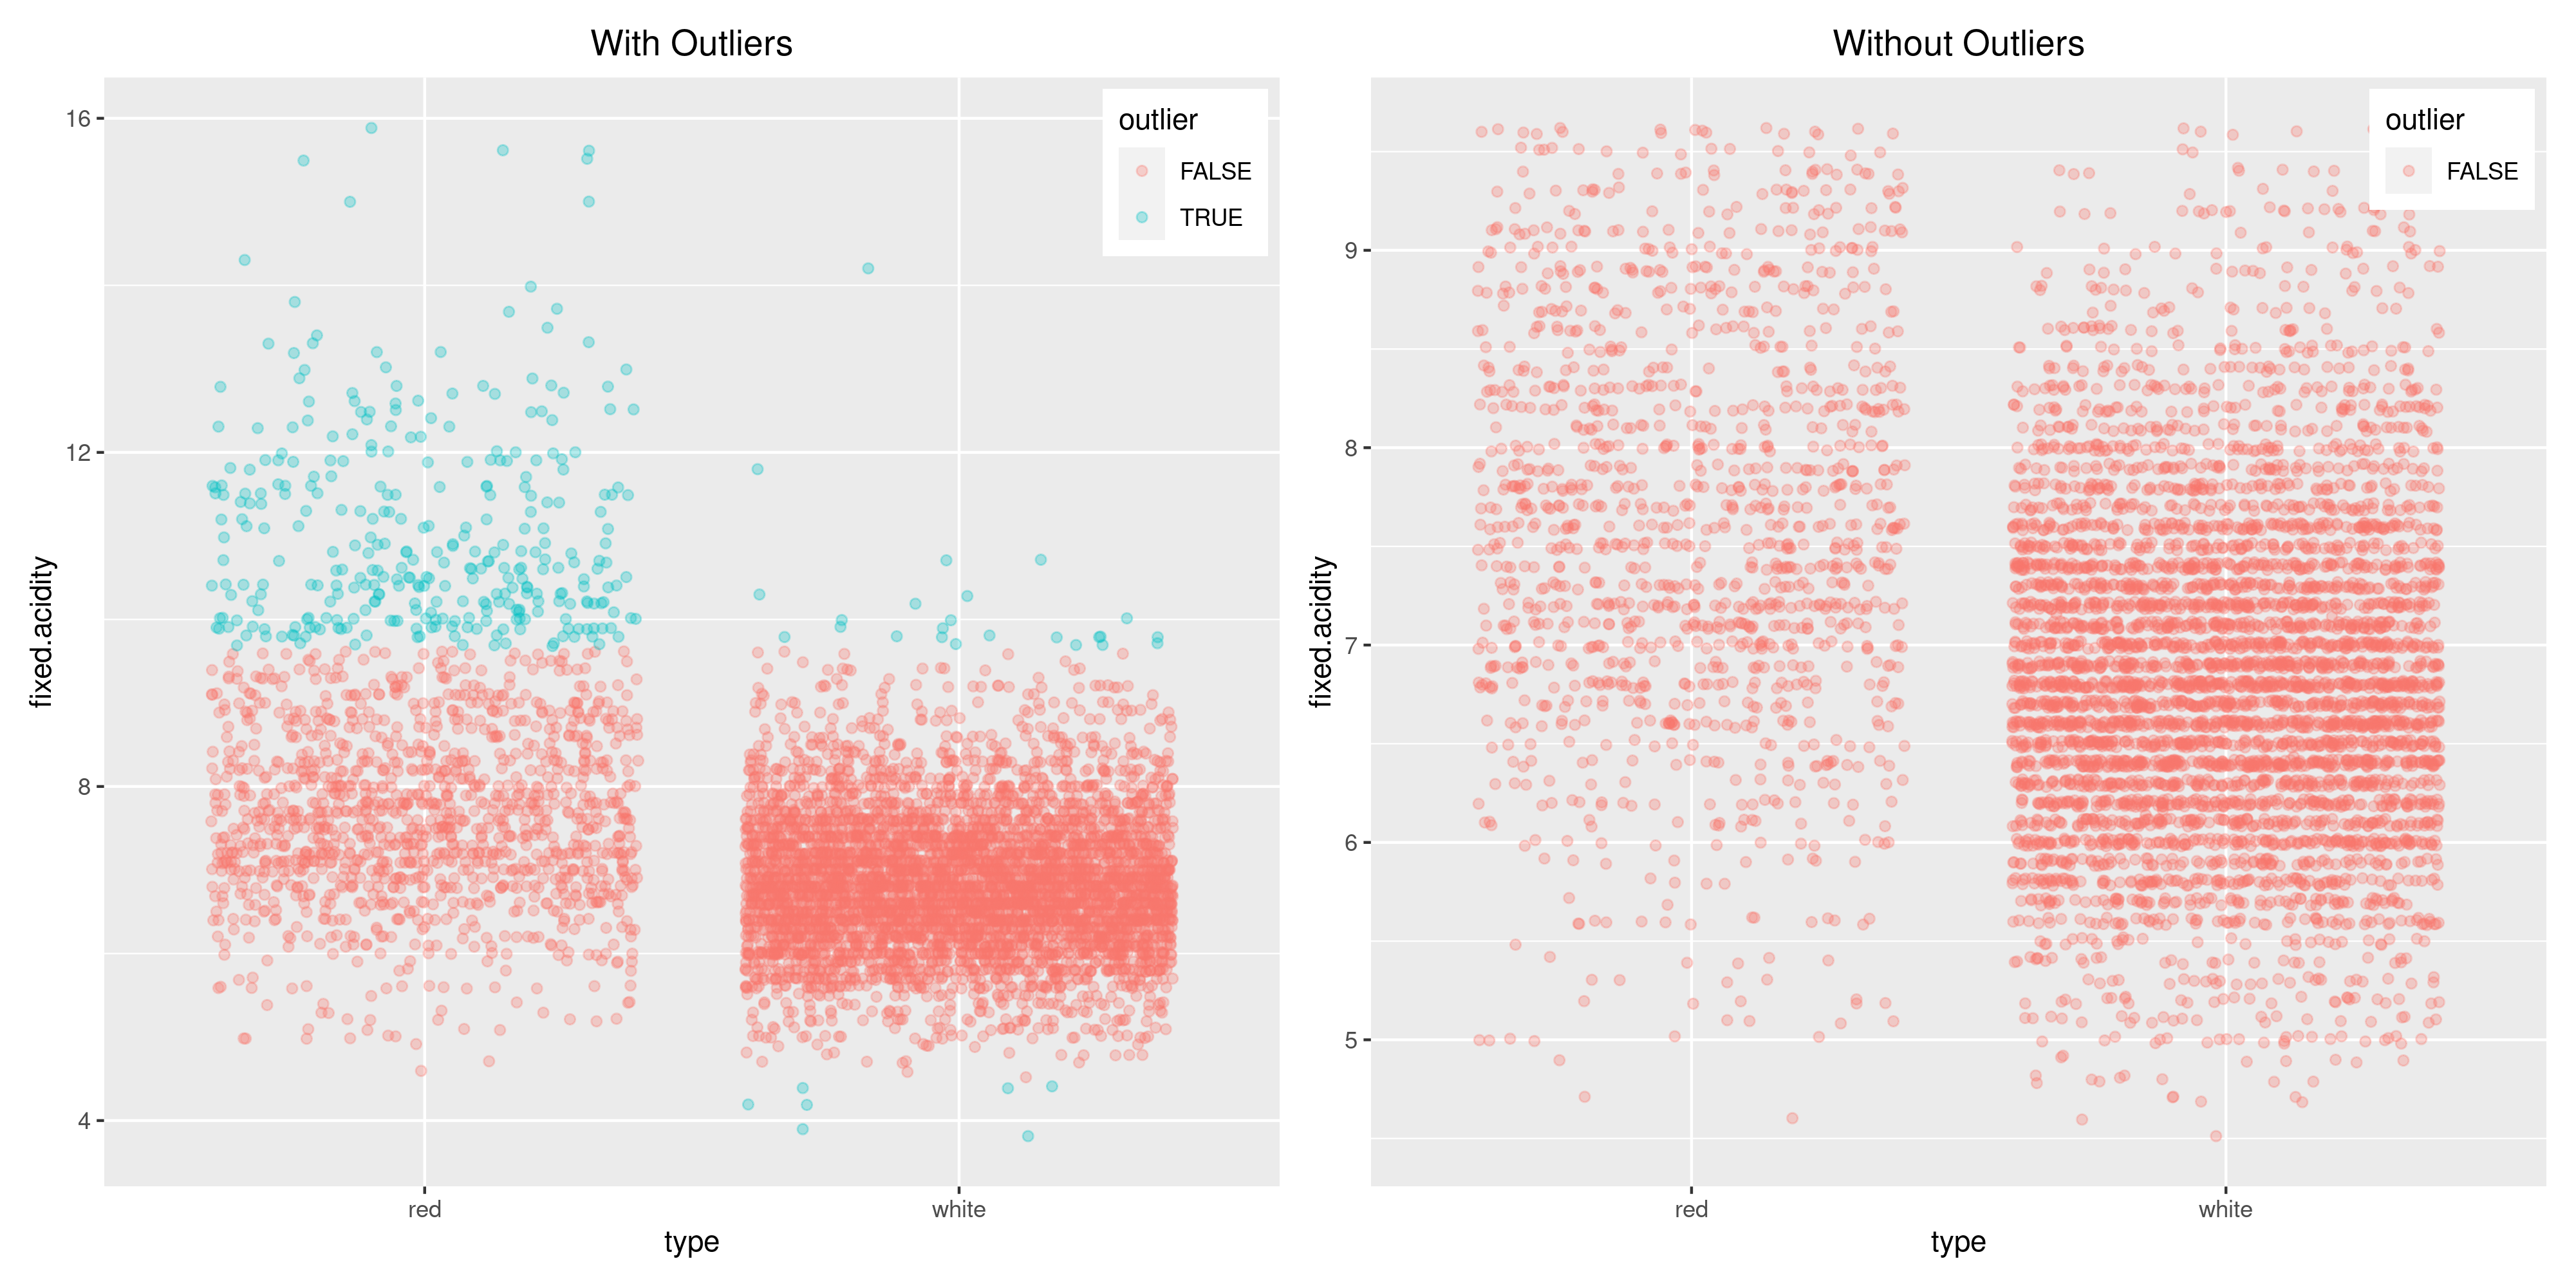 With Outliers
outlier
FALSE
TRUE
16
12
8
4
fixed.acidity
red
white
type
Without Outliers
outlier
FALSE
9
8
7
6
5
fixed.acidity
red
white
type